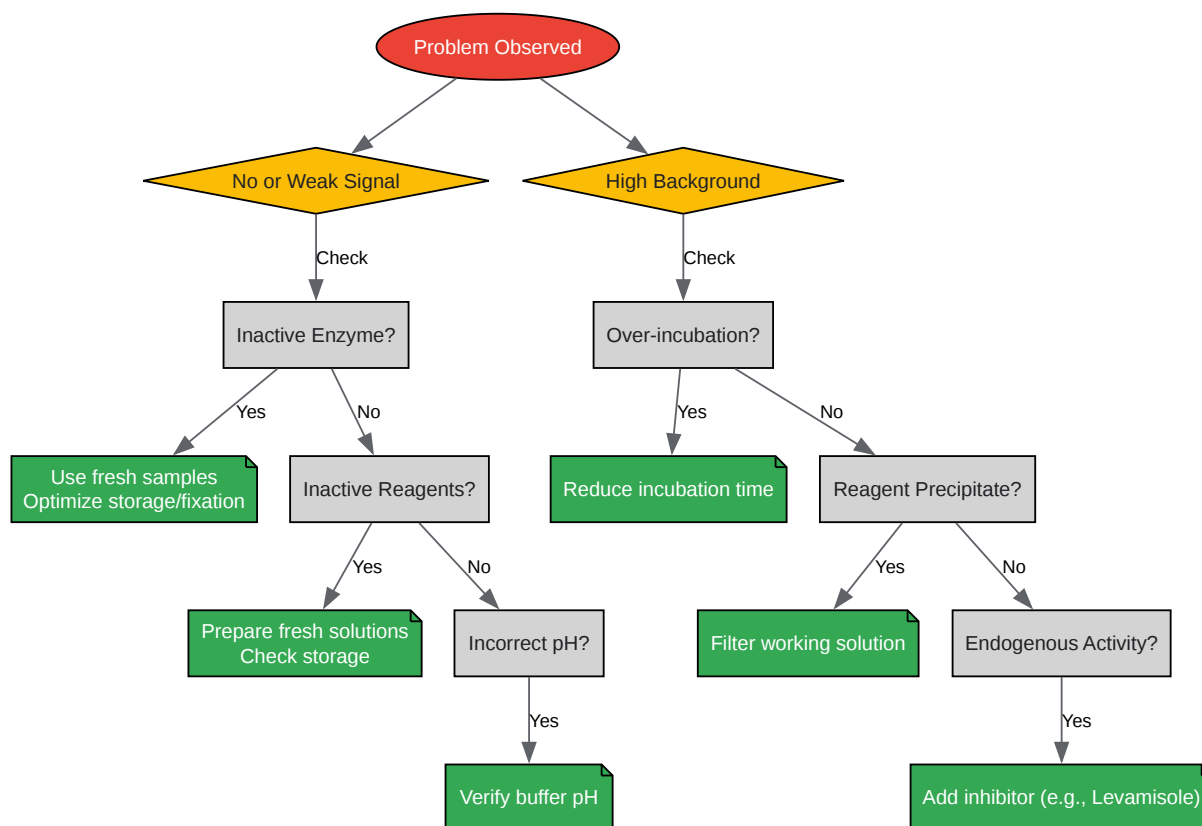 Problem Observed
No or Weak Signal
High Background
Check
Check
Inactive Enzyme?
Over-incubation?
Yes
No
Yes
No
Use fresh samples
Optimize storage/fixation
Inactive Reagents?
Reduce incubation time
Reagent Precipitate?
Yes
No
Yes
No
Prepare fresh solutions
Check storage
Incorrect pH?
Filter working solution
Endogenous Activity?
Yes
Yes
Verify buffer pH
Add inhibitor (e.g., Levamisole)